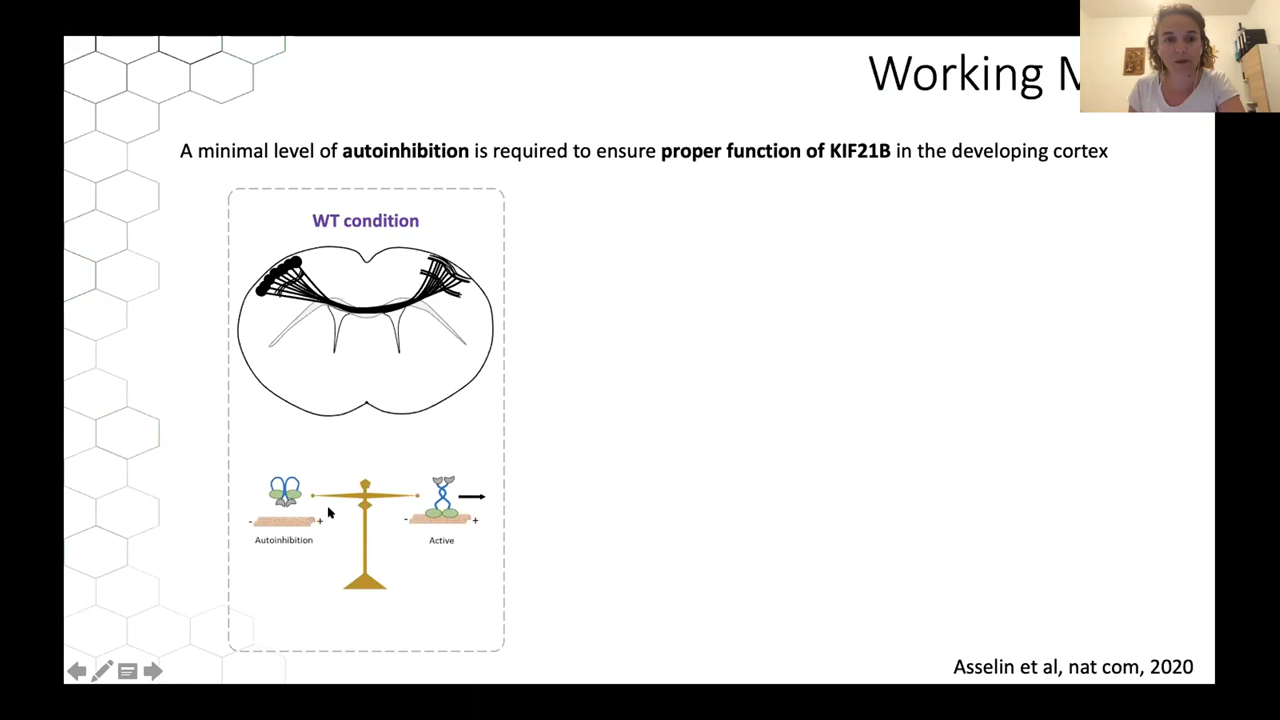 Working
A minimal level of autoinhibition is required to ensure proper function of KIF21B in the developing cortex
WT condition
- +
- +
Autoinhibition
Active
Asselin et al, nat com, 2020